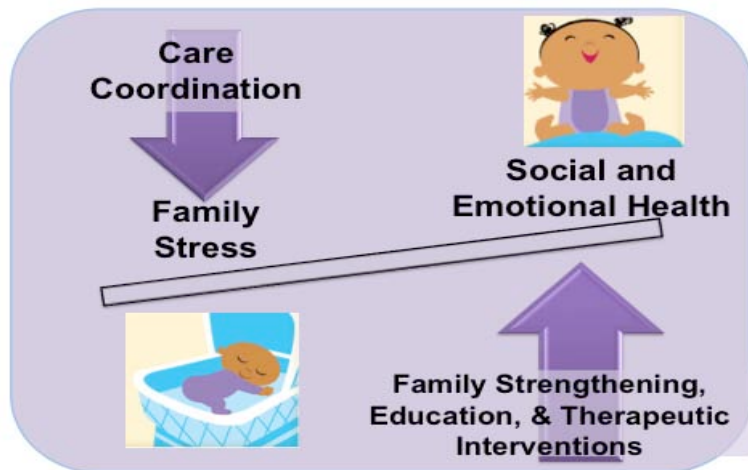 Care
Coordination
Family
Stress
Social and
Emotional Health
Family Strengthening,
Education, & Therapeutic
Interventions